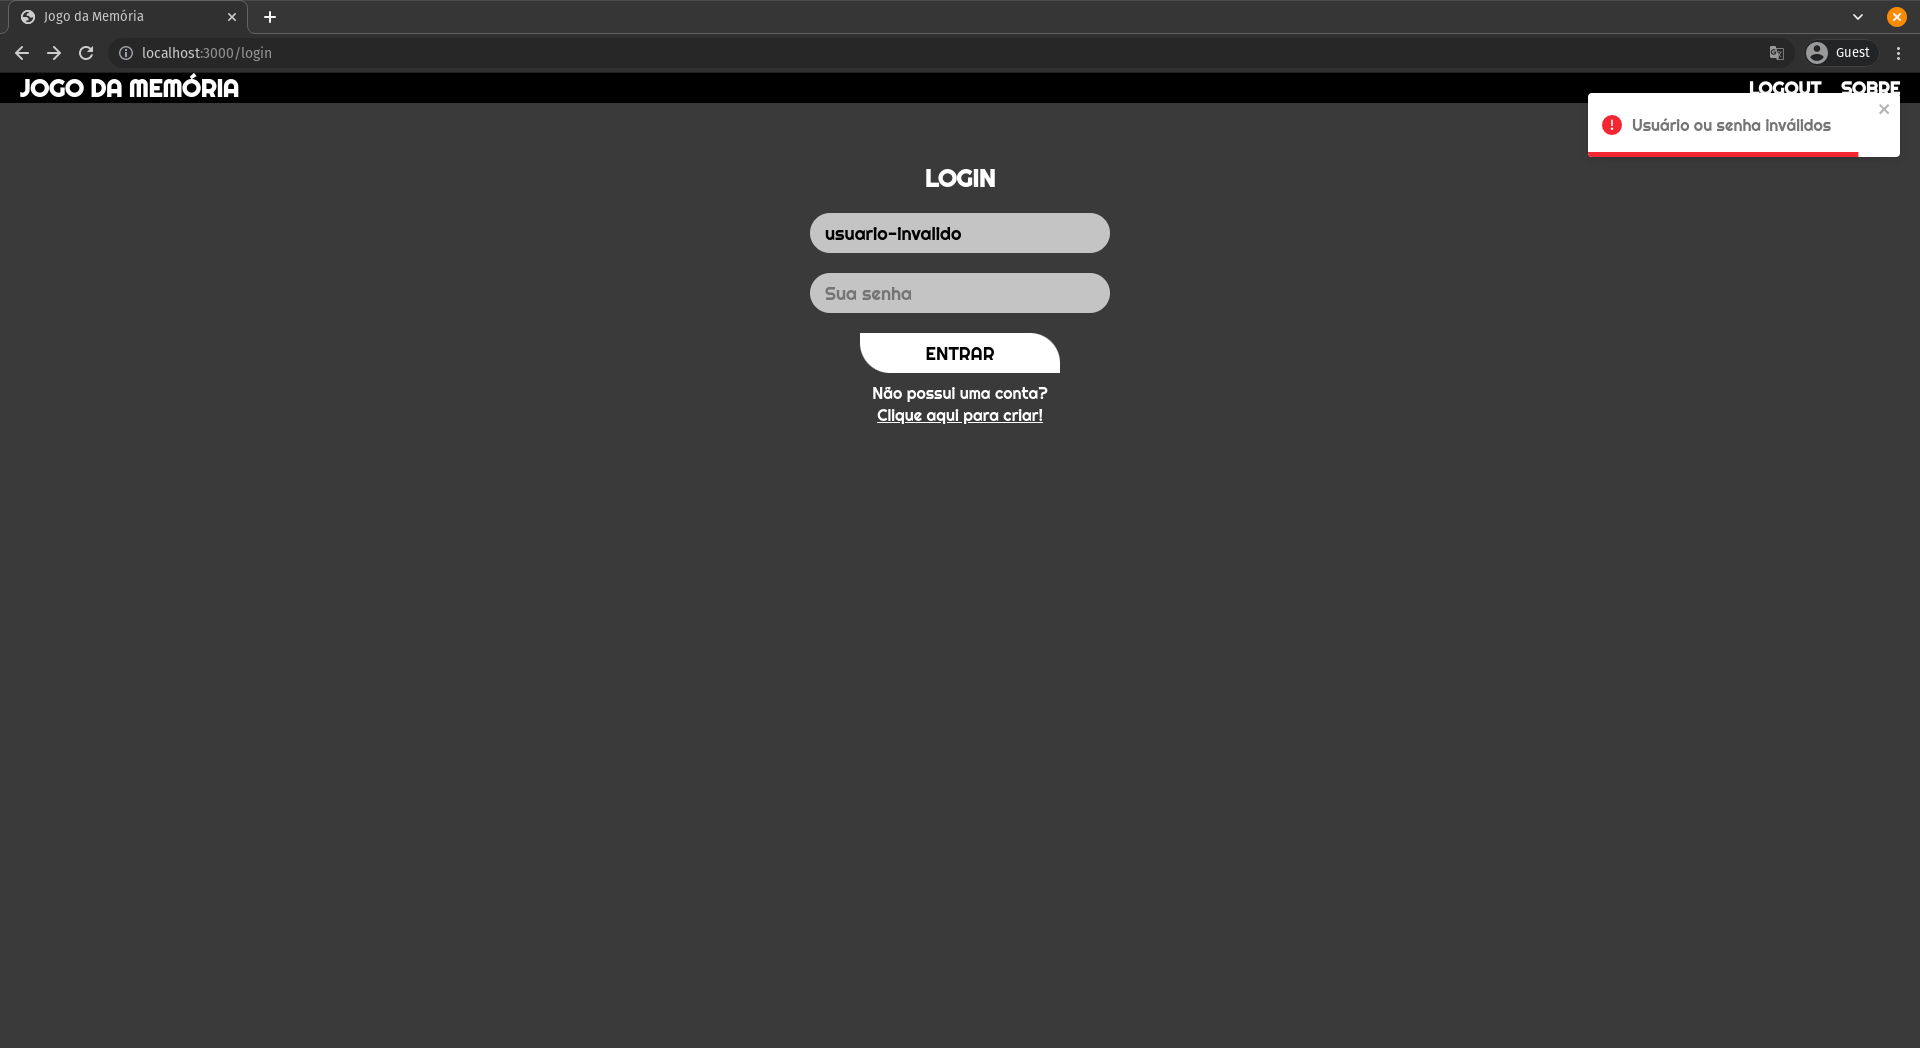 Jogo da Memória
localhost:3000/login
Guest
JOGO DA MEMÓRIA
LOGOUT SOBRE
Usuário ou senha inválidos
LOGIN
usuario-invalido
Sua senha
ENTRAR
Não possui uma conta?
Clique aqui para criar!